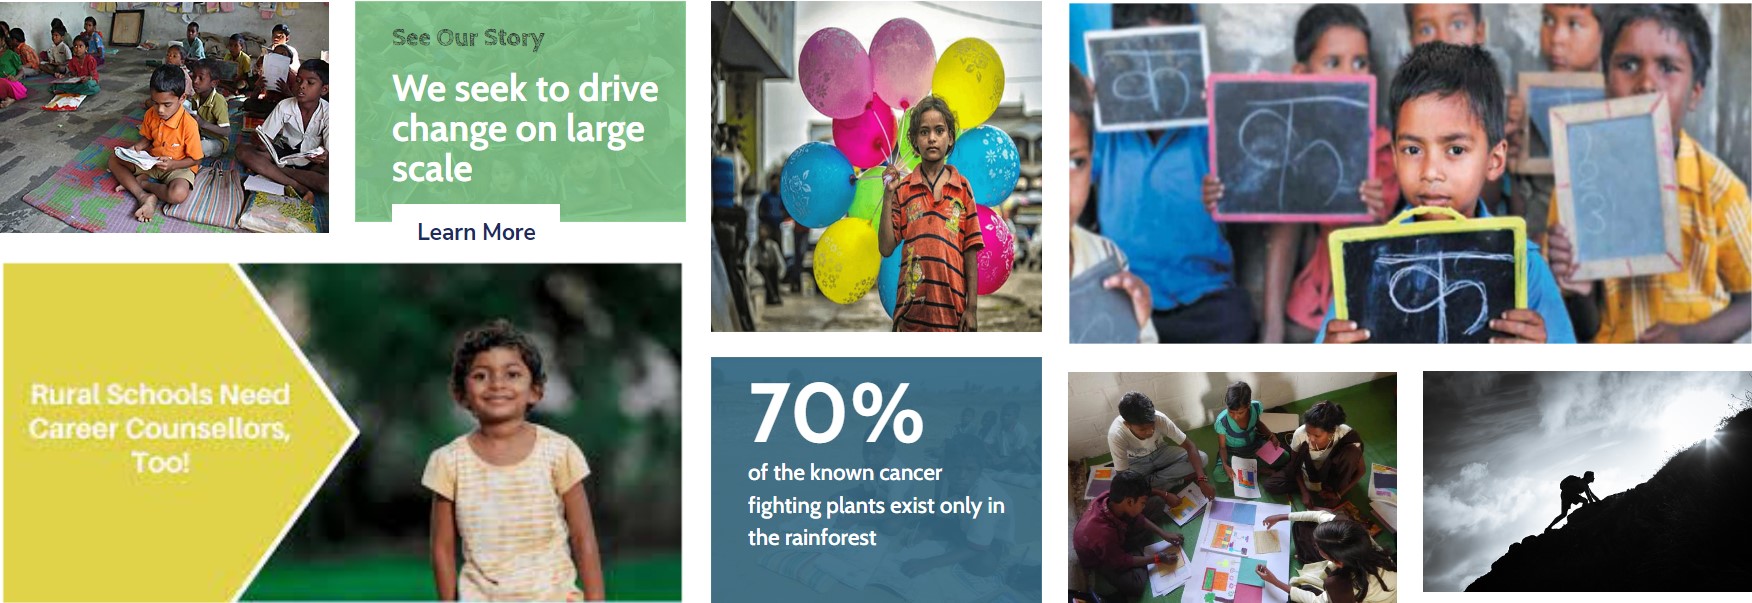 See Our Story
We seek to drive
change on large
scale
Learn More
Rural Schools Need
Career Counsellors,
Too!
70%
of the known cancer
fighting plants exist only in
the rainforest
क
क
क